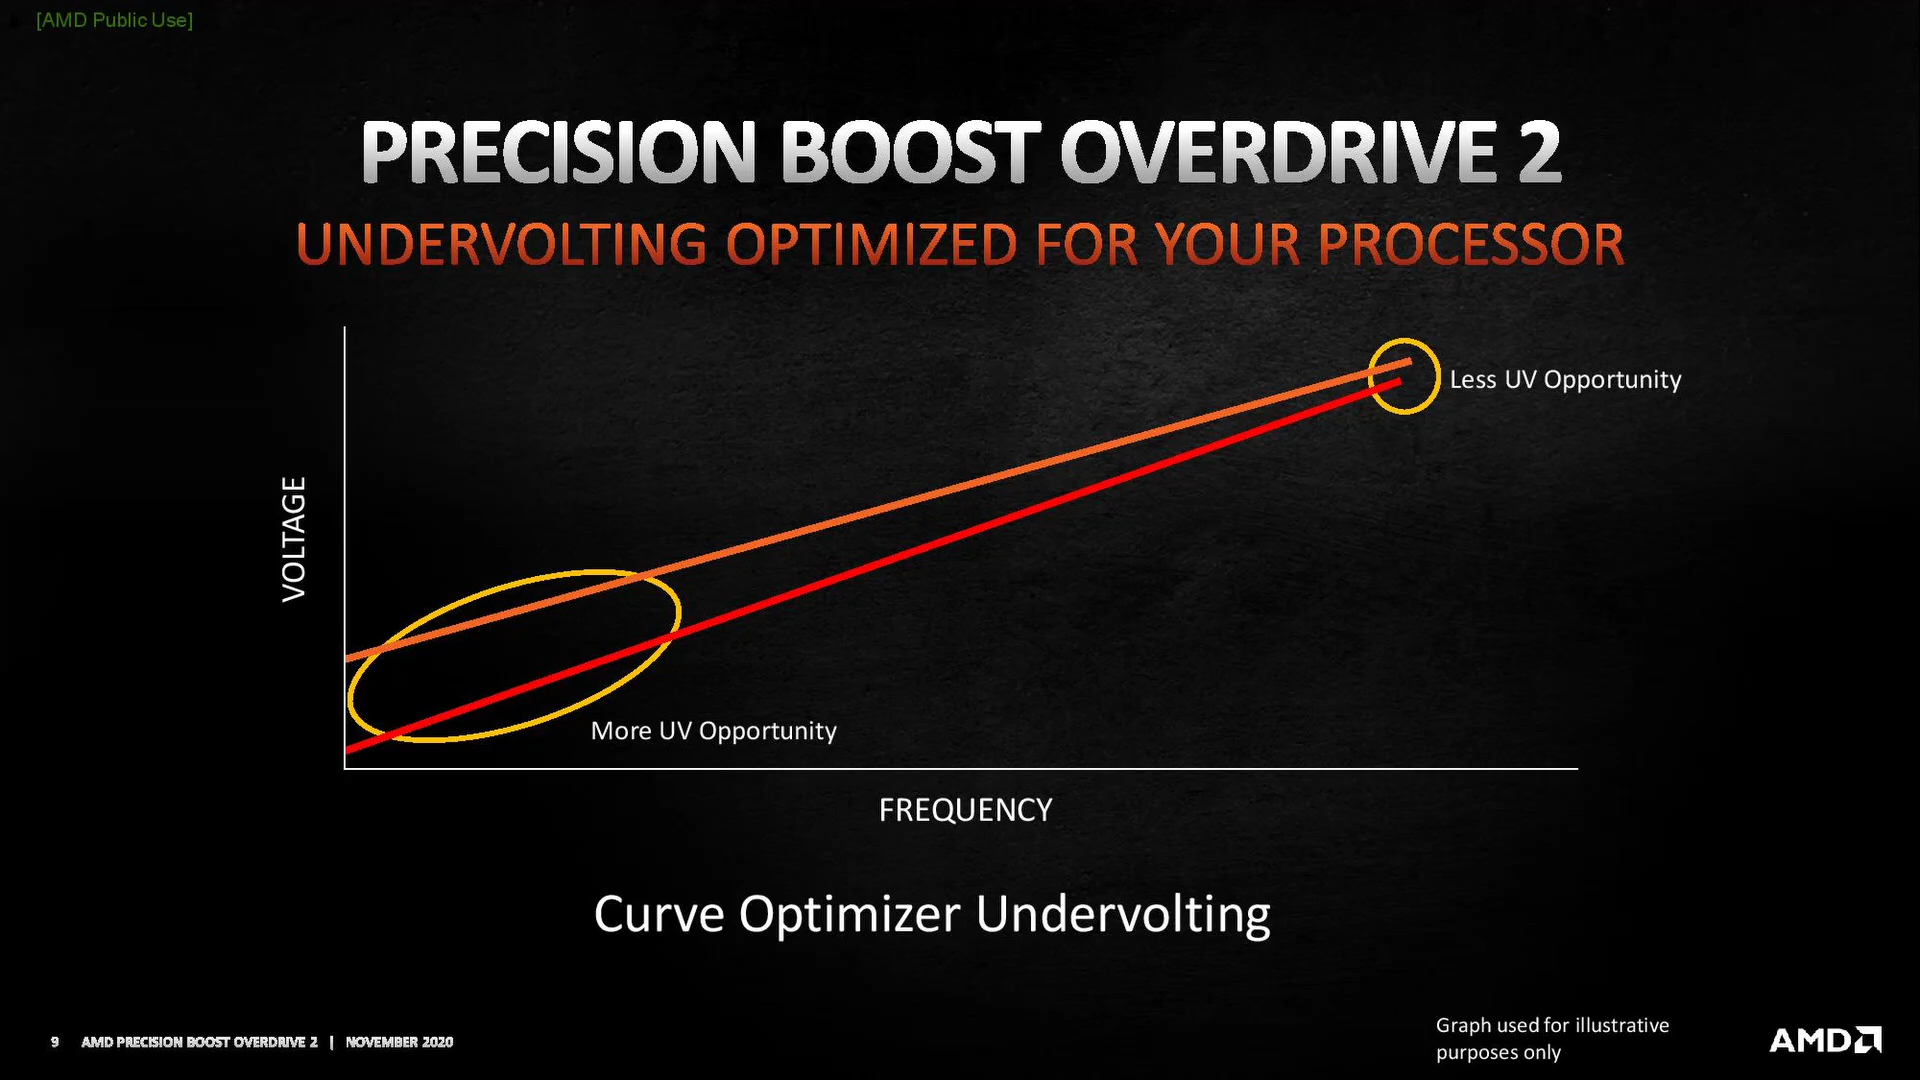 [AMD Public Use]
PRECISION BOOST OVERDRIVE 2
UNDERVOLTING OPTIMIZED FOR YOUR PROCESSOR
Less UV Opportunity
VOLTAGE
More UV Opportunity
FREQUENCY
Curve Optimizer Undervolting
Graph used for illustrative
purposes only
9 AMD PRECISION BOOST OVERDRIVE 2 | NOVEMBER 2020
AMD